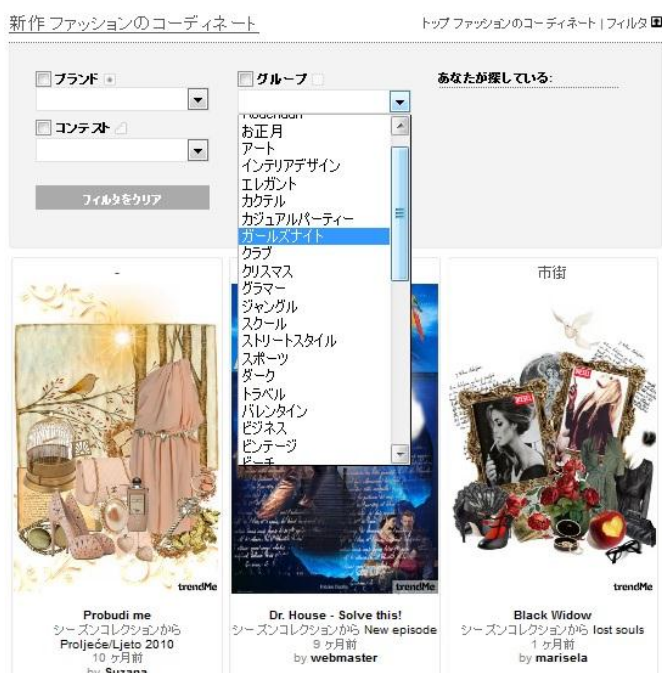 新作 ファッションのコーディネート
トップ ファッションのコーディネート | フィルタ
ブランド
グループ
あなたが探している:
コンテスト
フィルタをクリア
お正月
アート
インテリアデザイン
エレガント
カクテル
カジュアルパーティー
ガールズナイト
クラブ
クリスマス
グラマー
ジャングル
スクール
ストリートスタイル
スポーツ
ダーク
トラベル
バレンタイン
ビジネス
ビンテージ
ビーチ
-
市街
DIESEL
trendMe
trendMe
trendMe
Probudi me
シーズンコレクションから
Proljeće/Ljeto 2010
10 ヶ月前
by Suzana
Dr. House - Solve this!
シーズンコレクションから New episode
9 ヶ月前
by webmaster
Black Widow
シーズンコレクションから lost souls
1 ヶ月前
by marisela